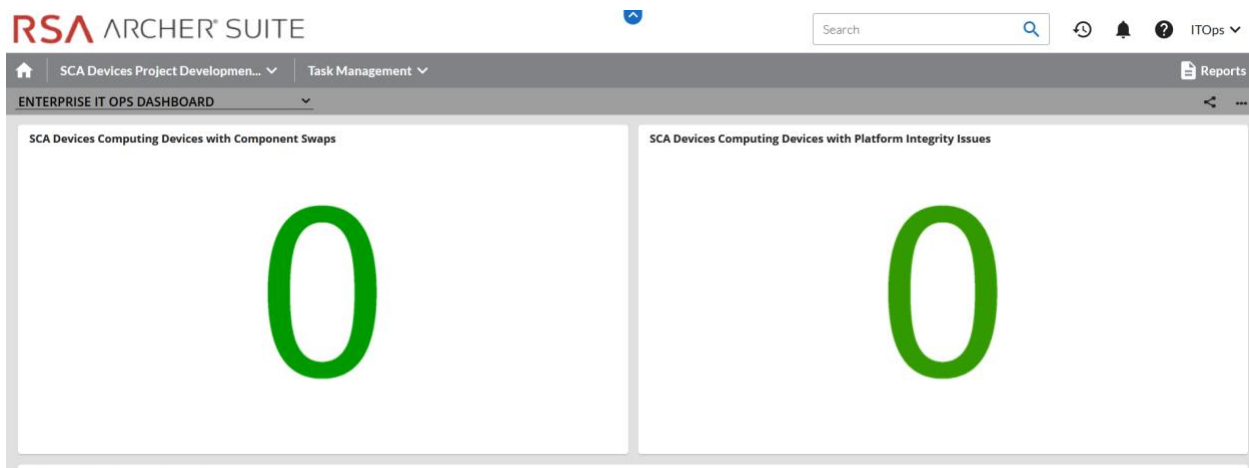 RSA ARCHER® SUITE
Search
ITOps
SCA Devices Project Developmen...
Task Management
Reports
ENTERPRISE IT OPS DASHBOARD
SCA Devices Computing Devices with Component Swaps
SCA Devices Computing Devices with Platform Integrity Issues
0
0